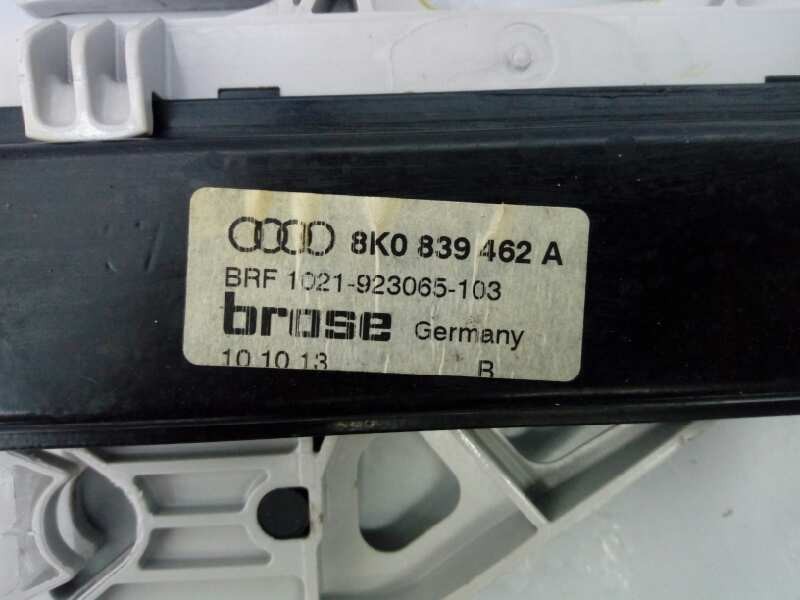 8K0 839 462 A
BRF 1021-923065-103
brose Germany
10 10 13 B